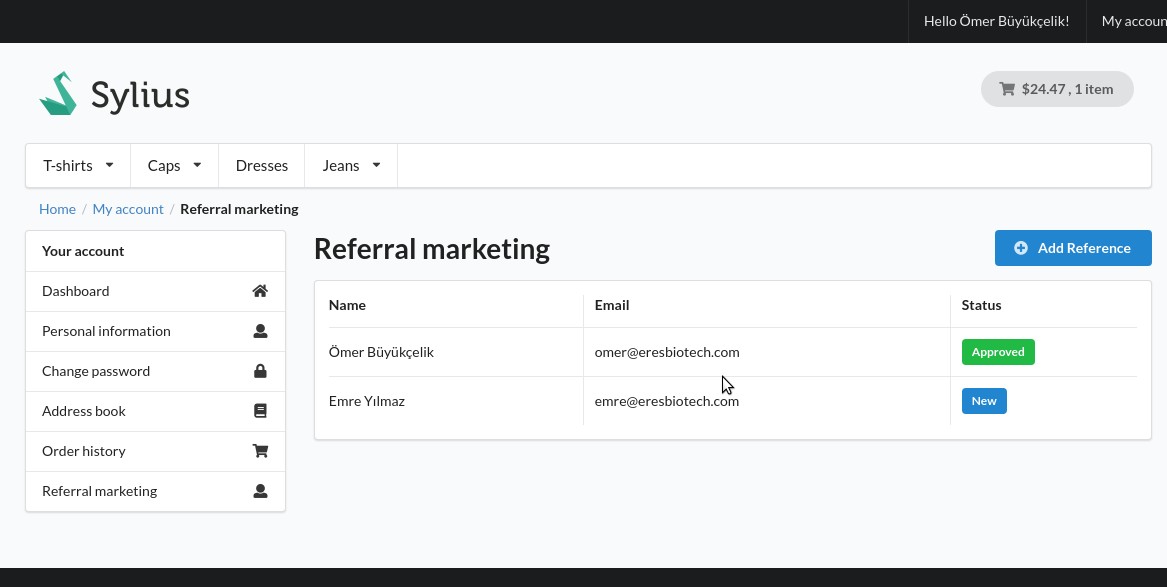 Hello Ömer Büyükçelik! My accoun
Sylius
$24.47 , 1 item
T-shirts Caps Dresses Jeans
Home / My account / Referral marketing
Your account
Dashboard
Personal information
Change password
Address book
Order history
Referral marketing
Referral marketing
Add Reference
Name Email Status
Ömer Büyükçelik omer@eresbiotech.com Approved
Emre Yılmaz emre@eresbiotech.com New